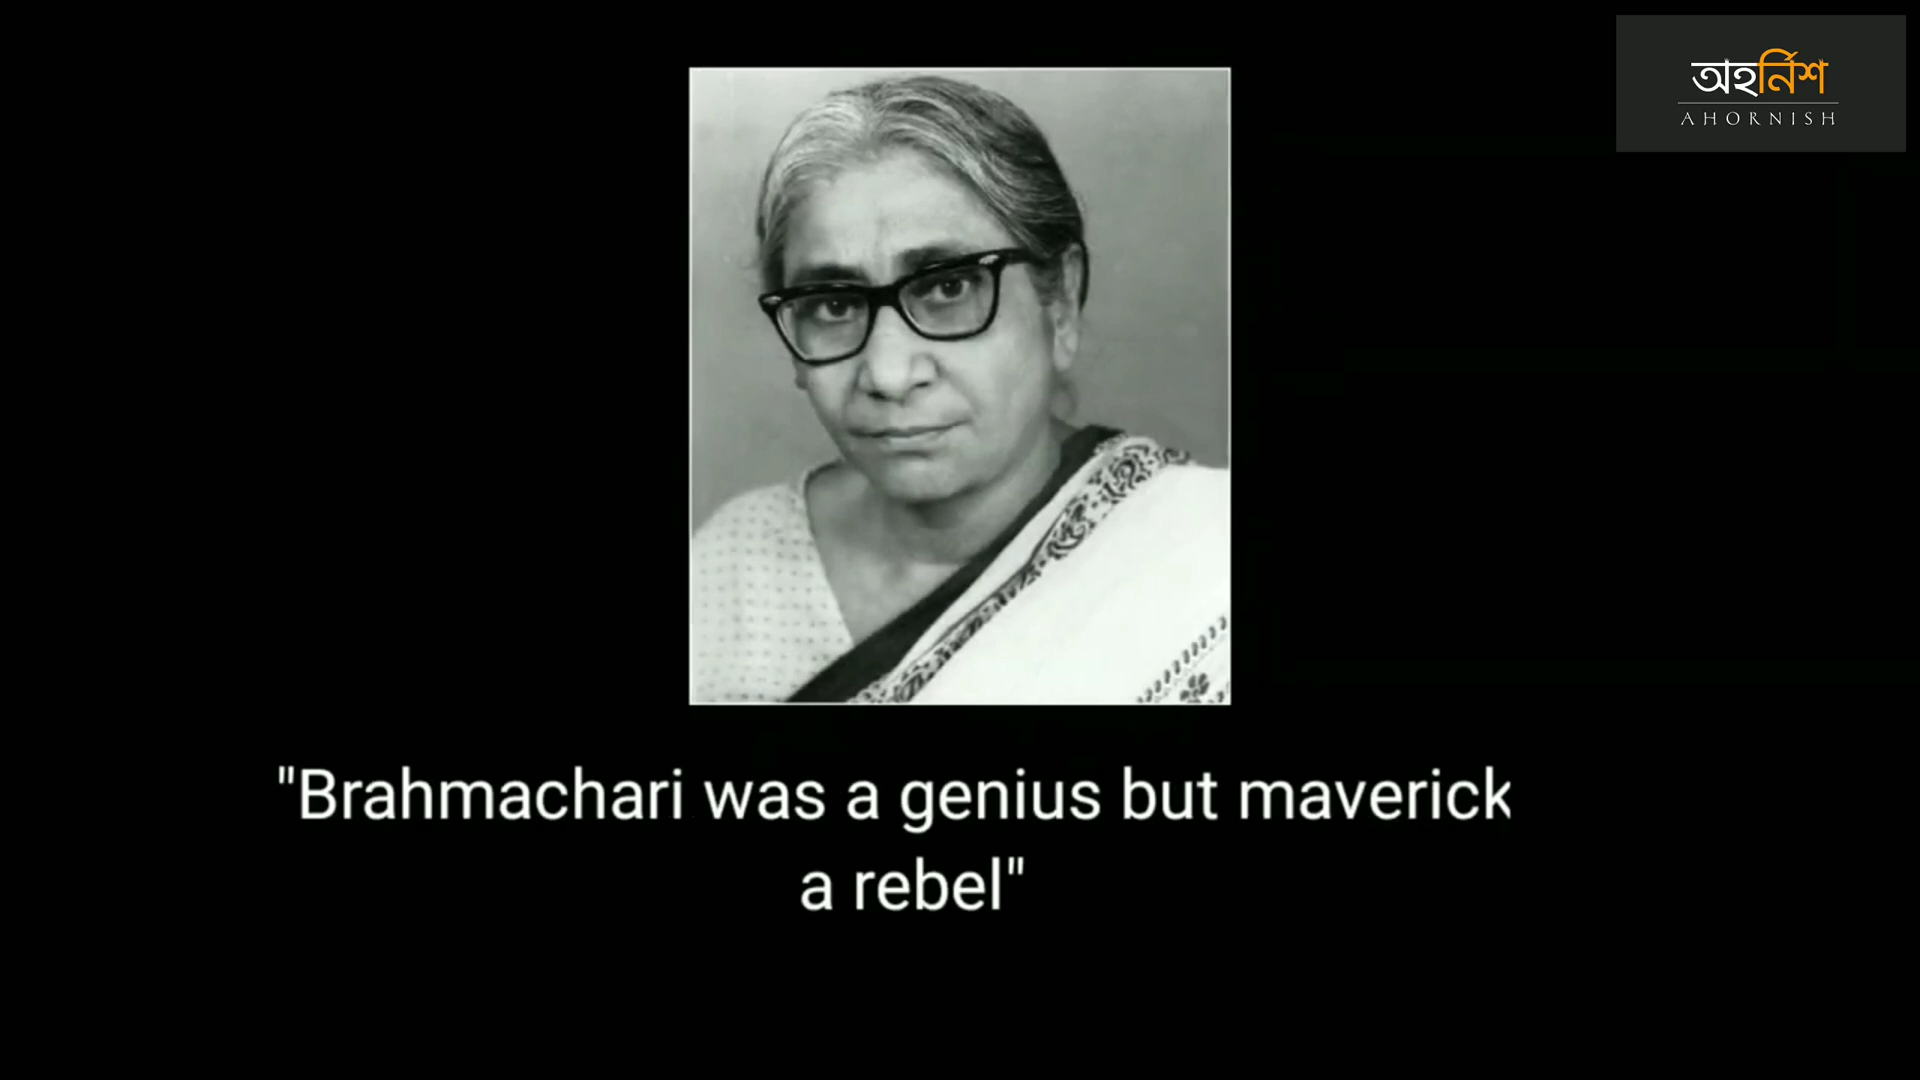 অহর্নিশ
AHORNISH
"Brahmachari was a genius but maverick
a rebel"